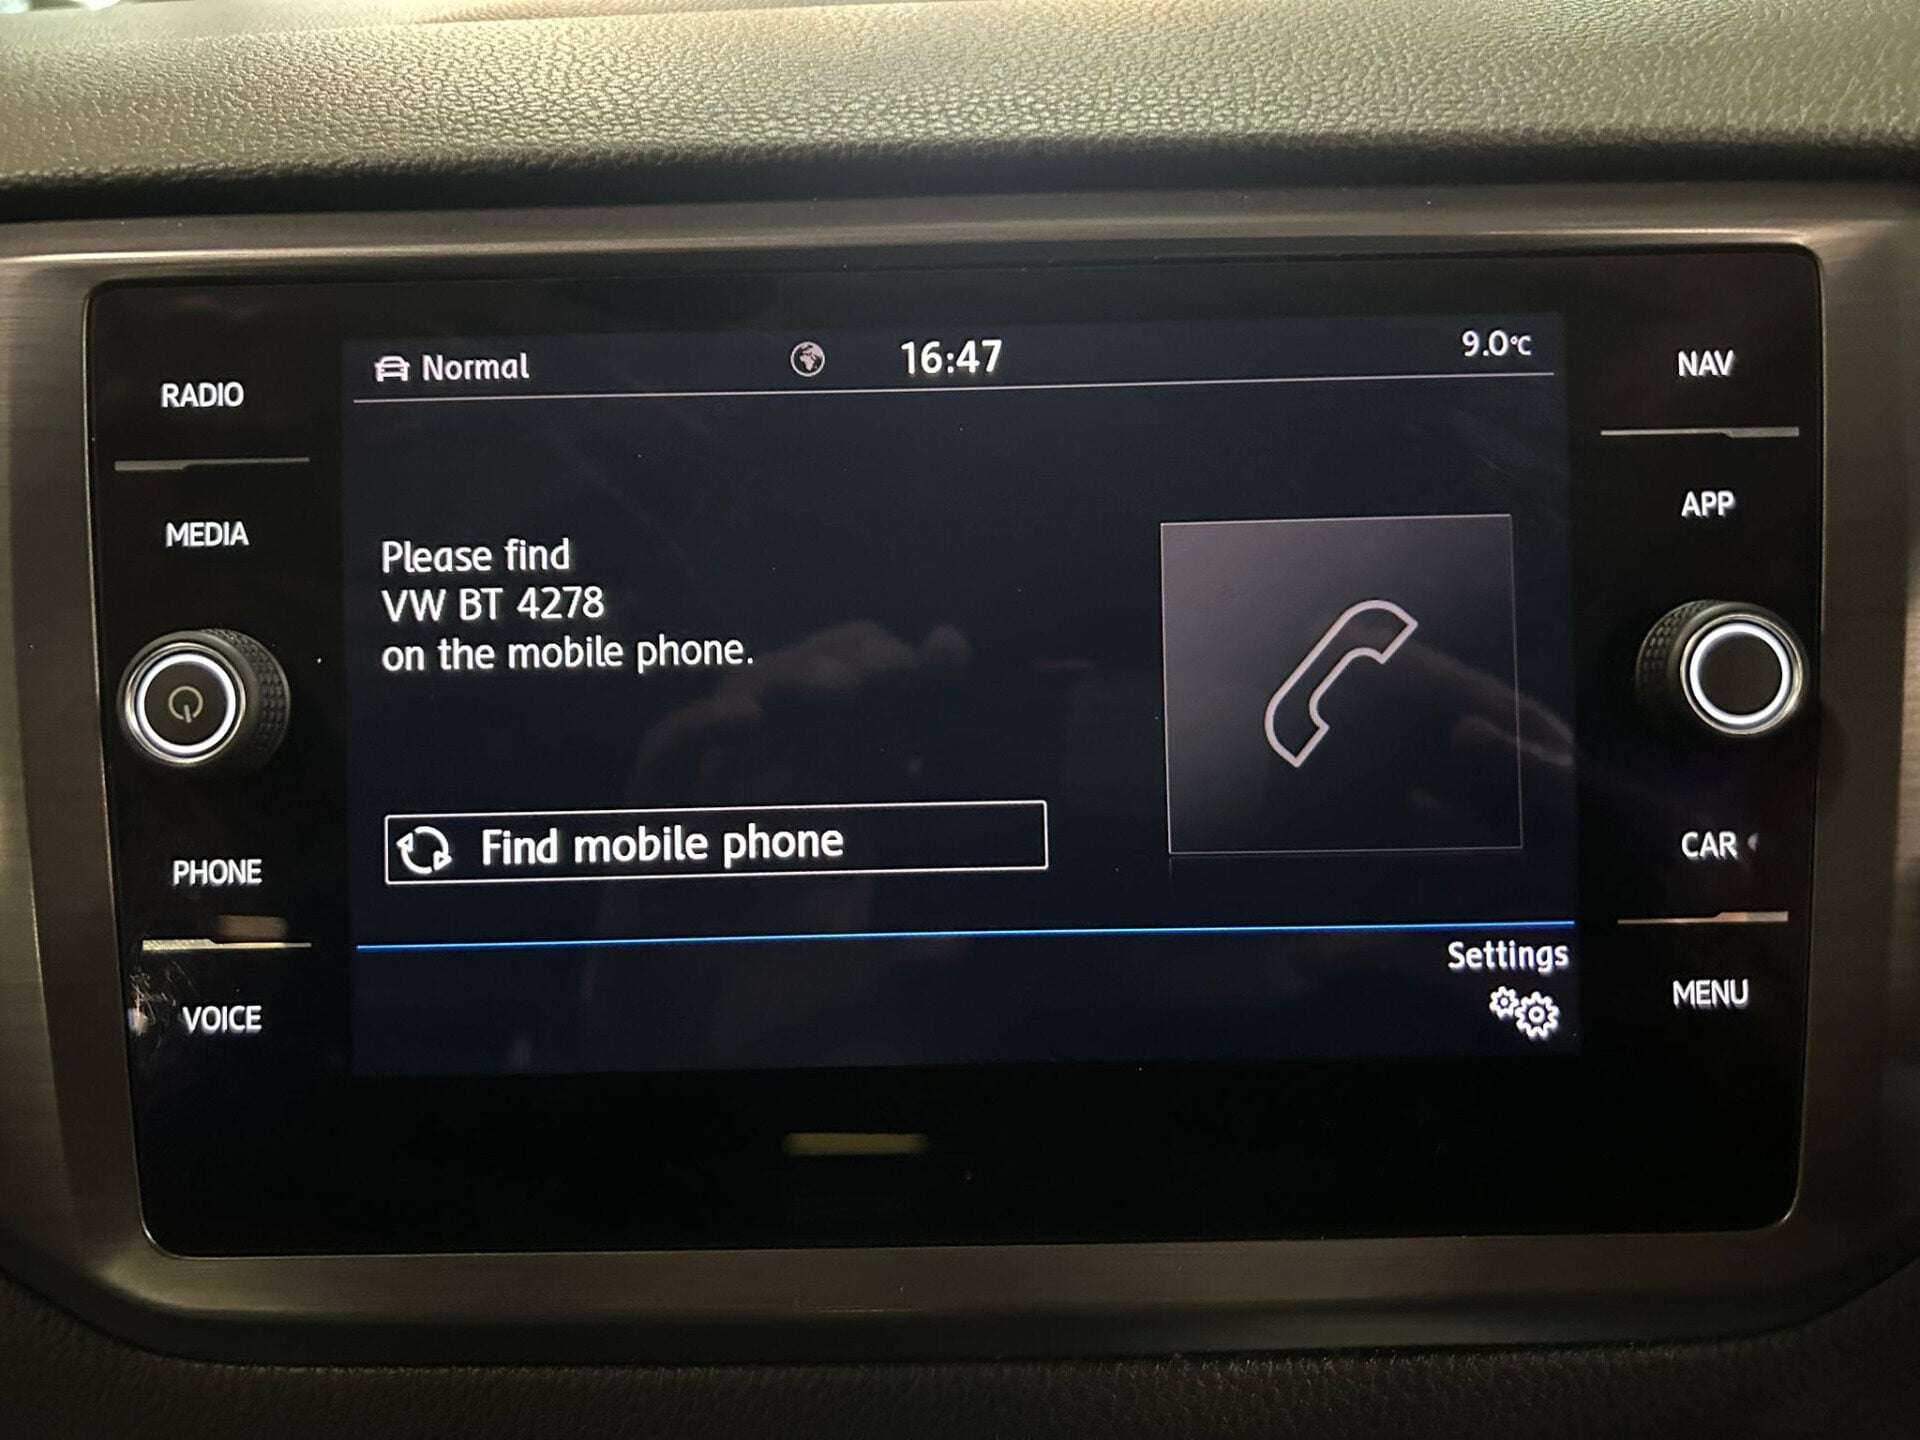 Normal
16:47
9.0°C
RADIO
MEDIA
PHONE
VOICE
Please find
VW BT 4278
on the mobile phone.
Find mobile phone
Settings
NAV
APP
CAR
MENU